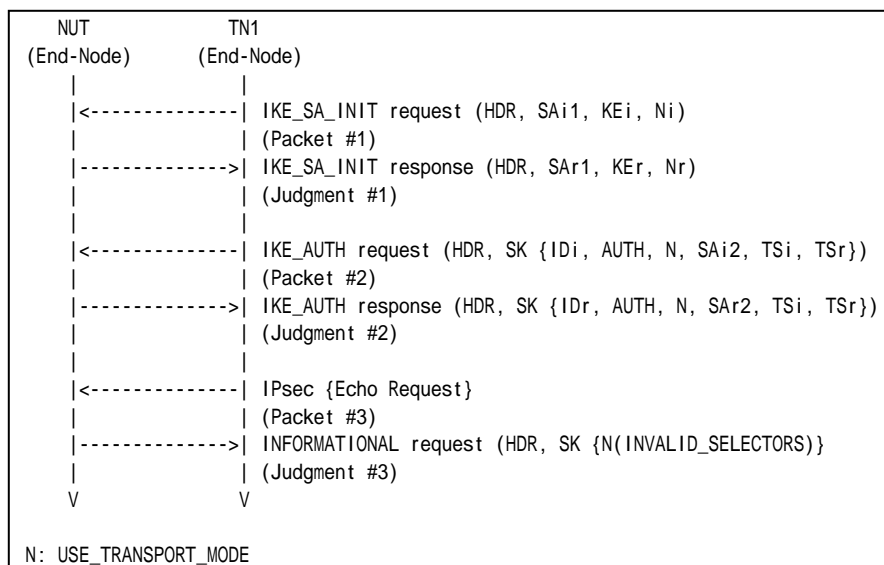 NUT TN1
(End-Node) (End-Node)
| |
|<--------------| IKE_SA_INIT request (HDR, SAi1, KEi, Ni)
| | (Packet #1)
|-------------->| IKE_SA_INIT response (HDR, SAr1, KEr, Nr)
| | (Judgment #1)
| |
|<--------------| IKE_AUTH request (HDR, SK {IDi, AUTH, N, SAi2, TSi, TSr})
| | (Packet #2)
|-------------->| IKE_AUTH response (HDR, SK {IDr, AUTH, N, SAr2, TSi, TSr})
| | (Judgment #2)
| |
|<--------------| IPsec {Echo Request}
| | (Packet #3)
|-------------->| INFORMATIONAL request (HDR, SK {N(INVALID_SELECTORS)}
| | (Judgment #3)
V V
N: USE_TRANSPORT_MODE